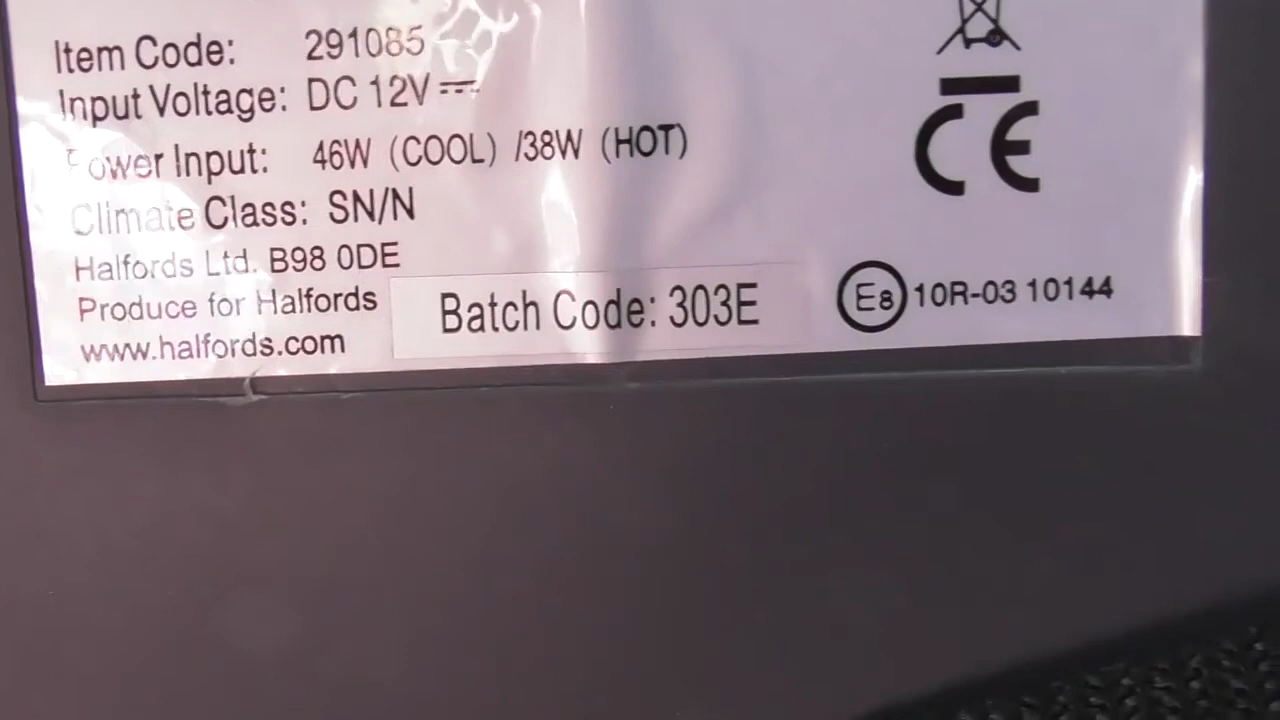 Item Code: 291085
Input Voltage: DC 12V
Power Input: 46W (COOL) /38W (HOT)
Climate Class: SN/N
Halfords Ltd. B98 0DE
Produce for Halfords
www.halfords.com
Batch Code: 303E
CE
E8 10R-03 10144